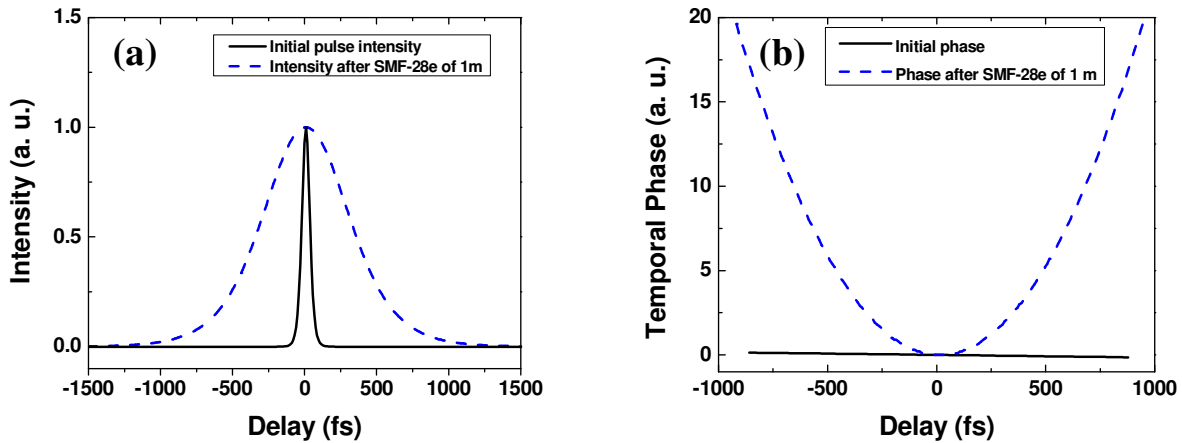 (a)
Initial pulse intensity
Intensity after SMF-28e of 1m
Intensity (a. u.)
1.5
1.0
0.5
0.0
-1500 -1000 -500 0 500 1000 1500
Delay (fs)
(b)
Initial phase
Phase after SMF-28e of 1 m
Temporal Phase (a. u.)
20
15
10
5
0
-1000 -500 0 500 1000
Delay (fs)